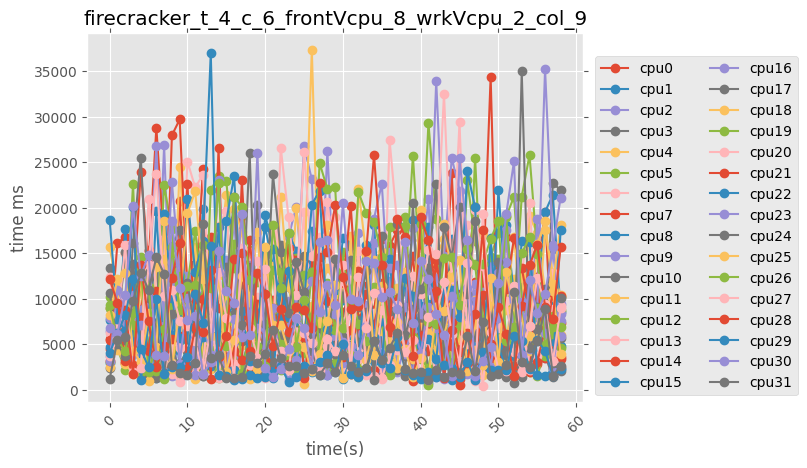 firecracker_t_4_c_6_frontVcpu_8_wrkVcpu_2_col_9
time ms
35000
30000
25000
20000
15000
10000
5000
0
0
10
20
30
40
50
60
time(s)
cpu0
cpu1
cpu2
cpu3
cpu4
cpu5
cpu6
cpu7
cpu8
cpu9
cpu10
cpu11
cpu12
cpu13
cpu14
cpu15
cpu16
cpu17
cpu18
cpu19
cpu20
cpu21
cpu22
cpu23
cpu24
cpu25
cpu26
cpu27
cpu28
cpu29
cpu30
cpu31